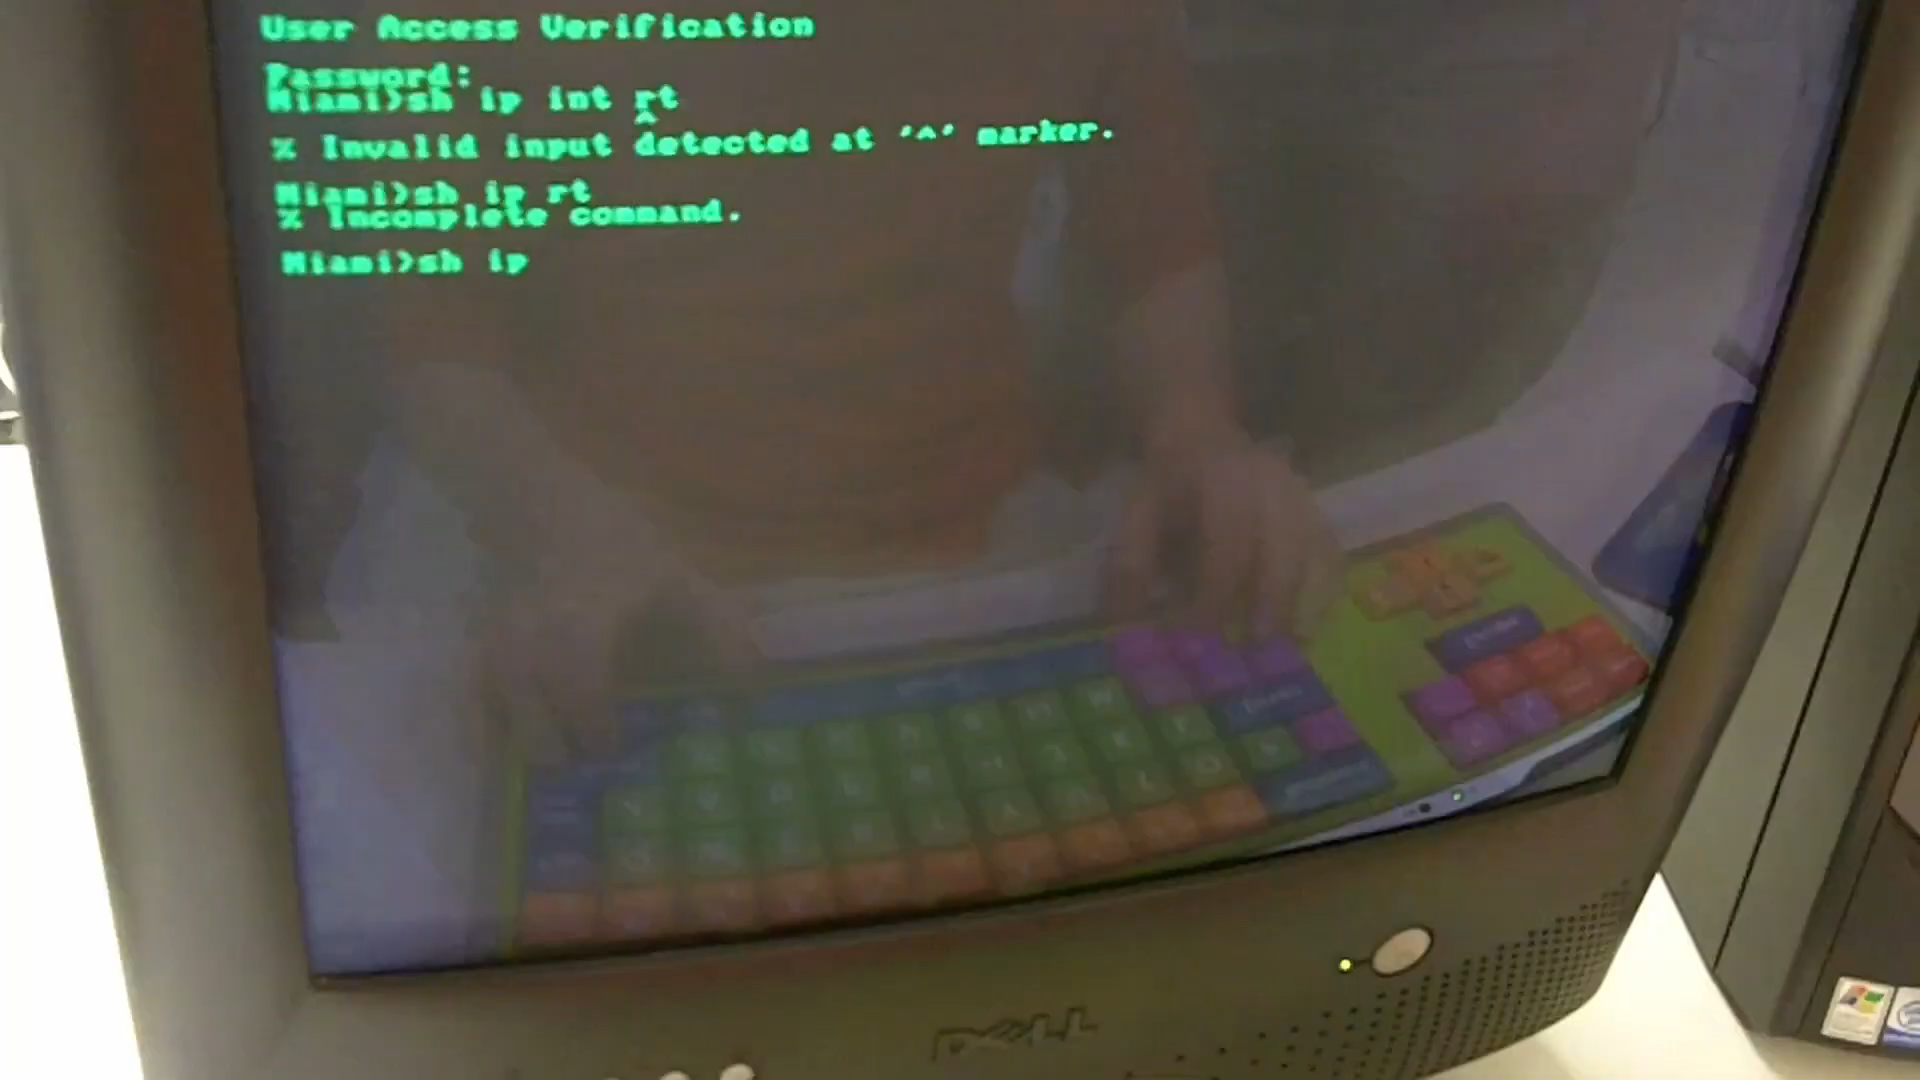 User Access Verification
Password:
Miami>sh ip int rt
^
% Invalid input detected at '^' marker.
Miami>sh ip rt
% Incomplete command.
Miami>sh ip
DELL